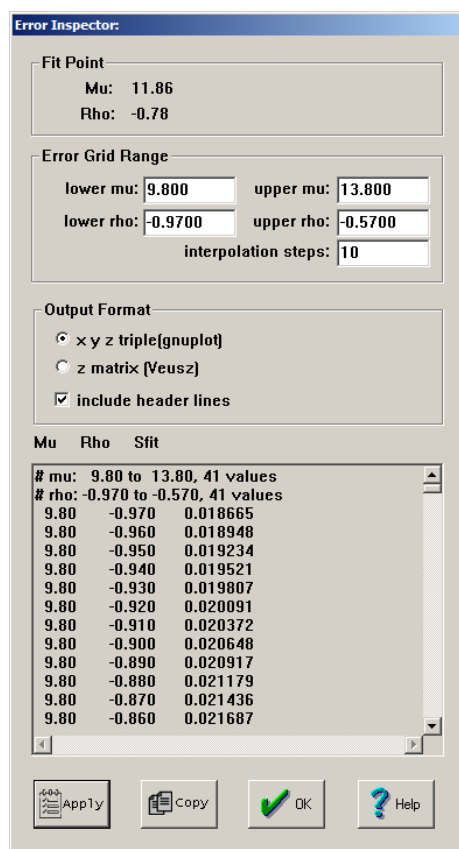 Error Inspector:
Fit Point
Mu: 11.86
Rho: -0.78
Error Grid Range
lower mu: 9.800 upper mu: 13.800
lower rho: -0.9700 upper rho: -0.5700
interpolation steps: 10
Output Format
x y z triple(gnuplot)
z matrix (Veusz)
include header lines
Mu Rho Sfit
# mu: 9.80 to 13.80, 41 values
# rho: -0.970 to -0.570, 41 values
9.80 -0.970 0.018665
9.80 -0.960 0.018948
9.80 -0.950 0.019234
9.80 -0.940 0.019521
9.80 -0.930 0.019807
9.80 -0.920 0.020091
9.80 -0.910 0.020372
9.80 -0.900 0.020648
9.80 -0.890 0.020917
9.80 -0.880 0.021179
9.80 -0.870 0.021436
9.80 -0.860 0.021687
Apply Copy OK Help